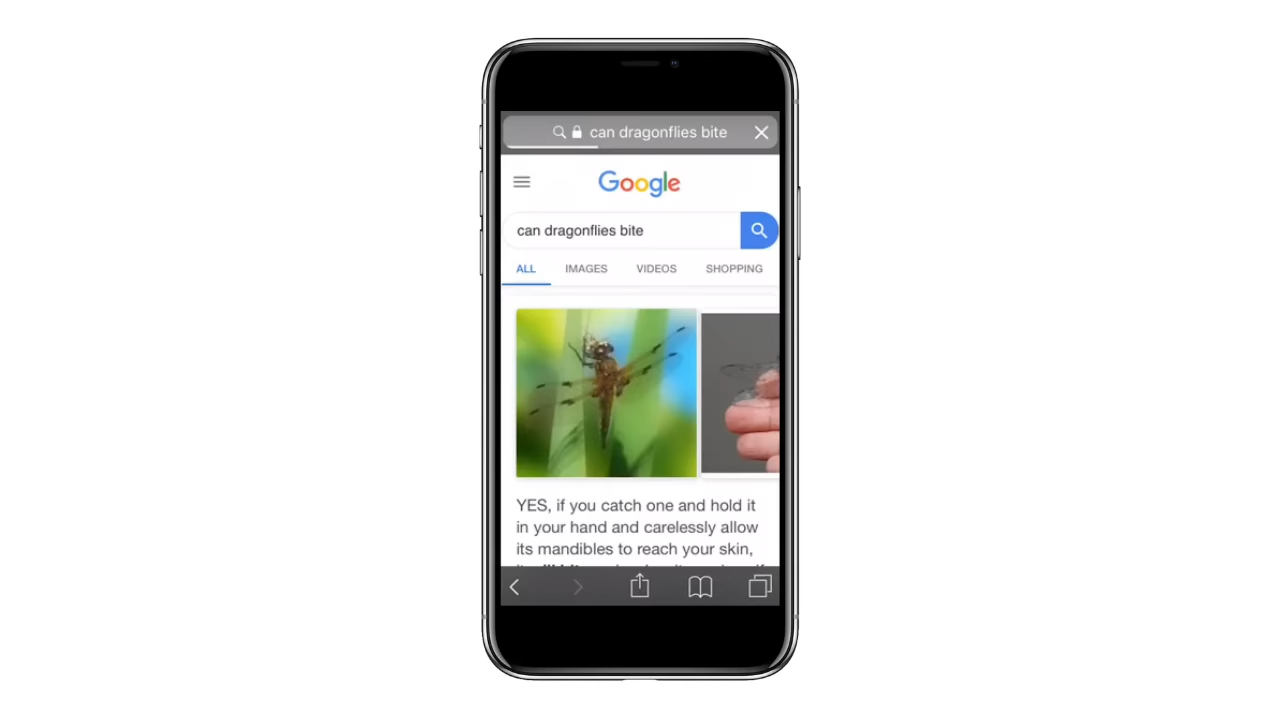 can dragonflies bite
Google
can dragonflies bite
ALL IMAGES VIDEOS SHOPPING
YES, if you catch one and hold it
in your hand and carelessly allow
its mandibles to reach your skin,